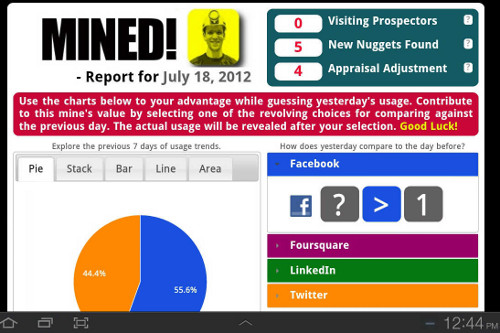 MINED!
- Report for July 18, 2012
0 Visiting Prospectors ?
5 New Nuggets Found ?
4 Appraisal Adjustment ?
Use the charts below to your advantage while guessing yesterday's usage. Contribute
to this mine's value by selecting one of the revolving choices for comparing against
the previous day. The actual usage will be revealed after your selection. Good Luck!
Explore the previous 7 days of usage trends.
Pie Stack Bar Line Area
44.4%
55.6%
How does yesterday compare to the day before?
Facebook
f ? > 1
Foursquare
LinkedIn
Twitter
12:44 PM